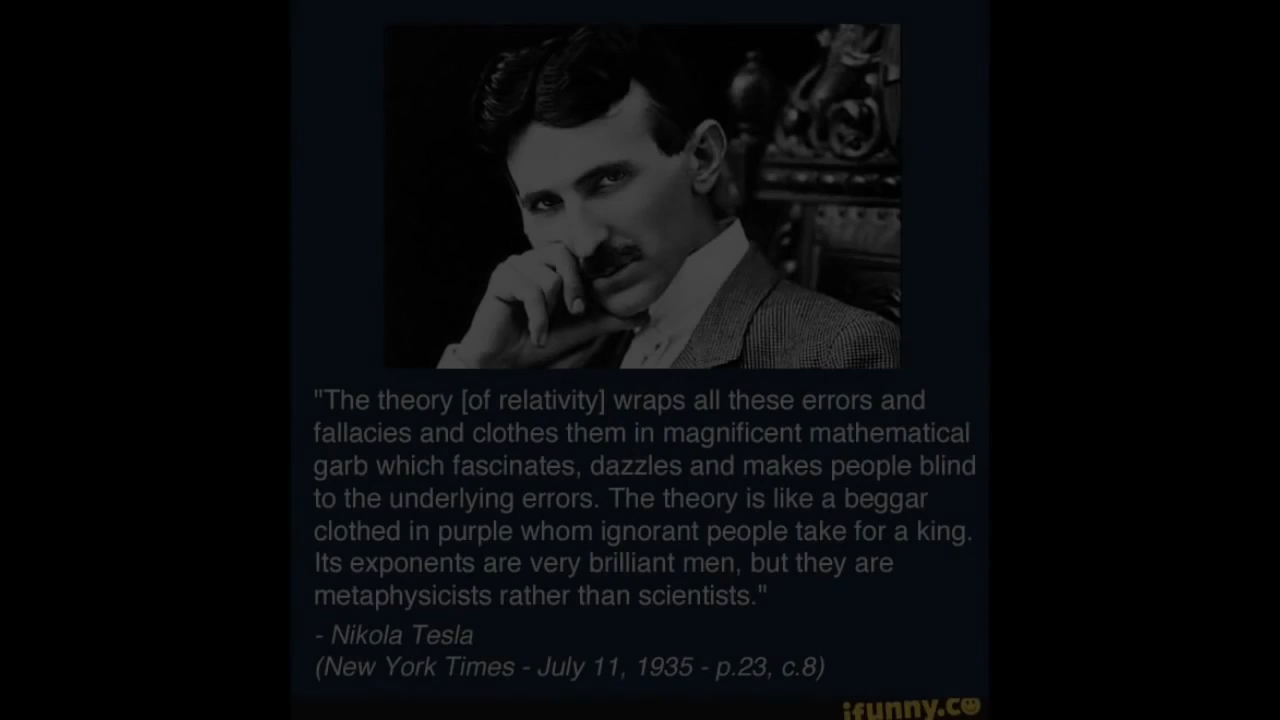 "The theory [of relativity] wraps all these errors and
fallacies and clothes them in magnificent mathematical
garb which fascinates, dazzles and makes people blind
to the underlying errors. The theory is like a beggar
clothed in purple whom ignorant people take for a king.
Its exponents are very brilliant men, but they are
metaphysicists rather than scientists."
- Nikola Tesla
(New York Times - July 11, 1935 - p.23, c.8)
ifunny.co